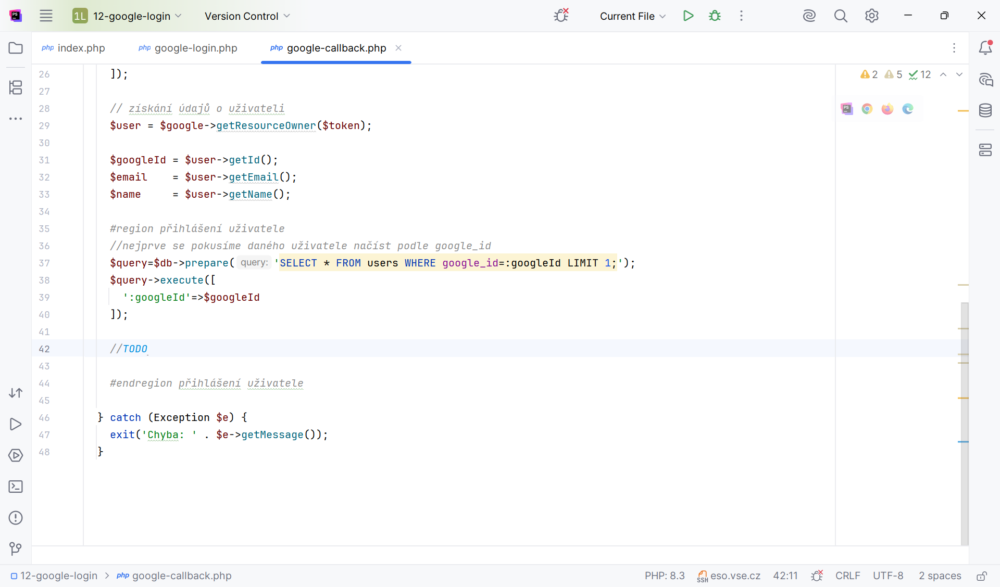 PS 1L 12-google-login Version Control Current File
php index.php php google-login.php php google-callback.php
2 5 12
26 ]);
27
28 // získání údajů o uživateli
29 $user = $google->getResourceOwner($token);
30
31 $googleId = $user->getId();
32 $email    = $user->getEmail();
33 $name     = $user->getName();
34
35 #region přihlášení uživatele
36 //nejprve se pokusíme daného uživatele načíst podle google_id
37 $query=$db->prepare( query: 'SELECT * FROM users WHERE google_id=:googleId LIMIT 1;');
38 $query->execute([
39 ':googleId'=>$googleId
40 ]);
41
42 //TODO
43
44 #endregion přihlášení uživatele
45
46 } catch (Exception $e) {
47 exit('Chyba: ' . $e->getMessage());
48 }
PS
12-google-login php google-callback.php PHP: 8.3 SSH eso.vse.cz 42:11 CRLF UTF-8 2 spaces